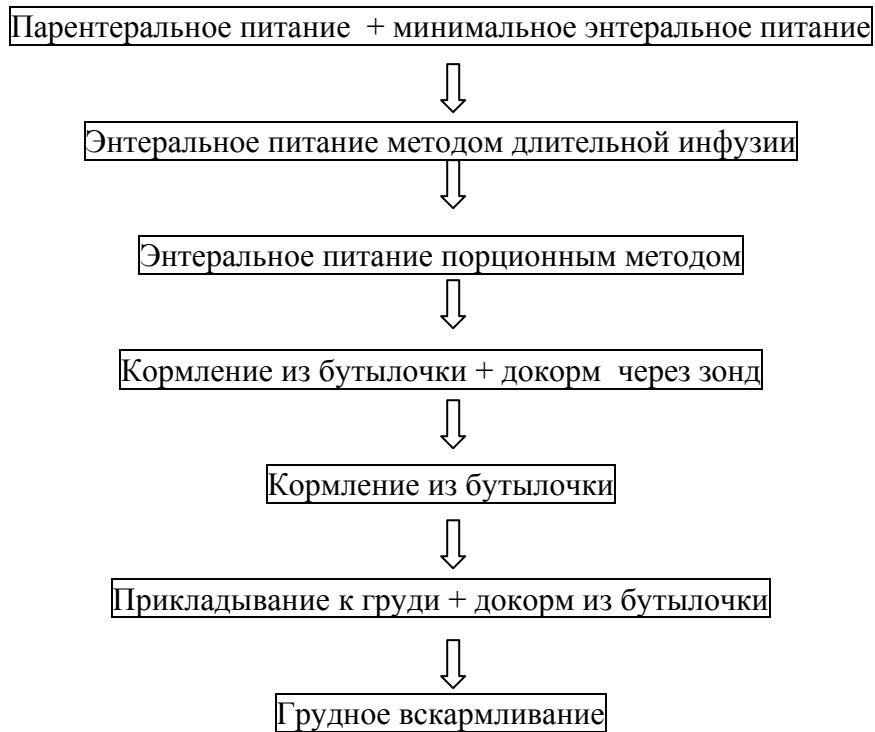 Парентеральное питание + минимальное энтеральное питание
Энтеральное питание методом длительной инфузии
Энтеральное питание порционным методом
Кормление из бутылочки + докорм через зонд
Кормление из бутылочки
Прикладывание к груди + докорм из бутылочки
Грудное вскармливание